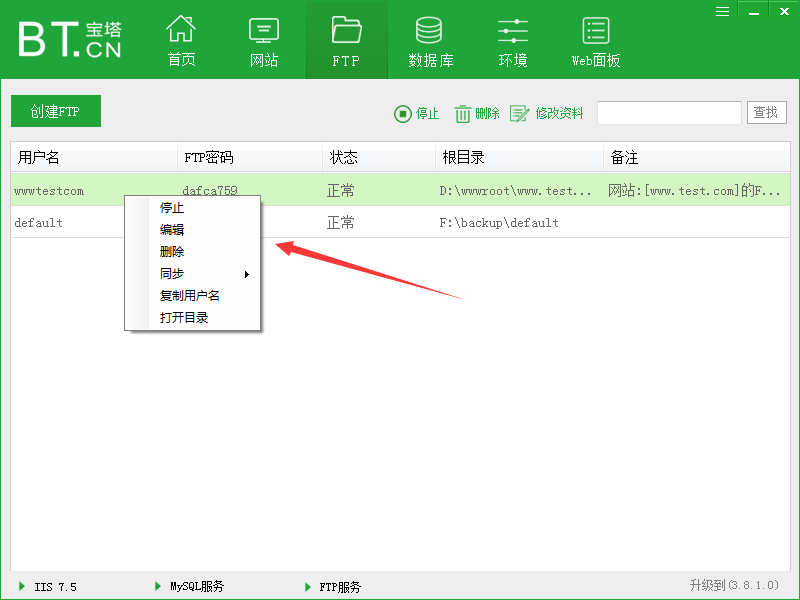 BT.CN 宝塔
首页 网站 FTP 数据库 环境 Web面板
创建FTP 停止 删除 修改资料 查找
用户名 FTP密码 状态 根目录 备注
wwwtestcom dafca759 正常 D:\wwwroot\www.test... 网站:[www.test.com]的F...
default 正常 F:\backup\default
停止
编辑
删除
同步
复制用户名
打开目录
IIS 7.5 MySQL服务 FTP服务 升级到(3.8.1.0)